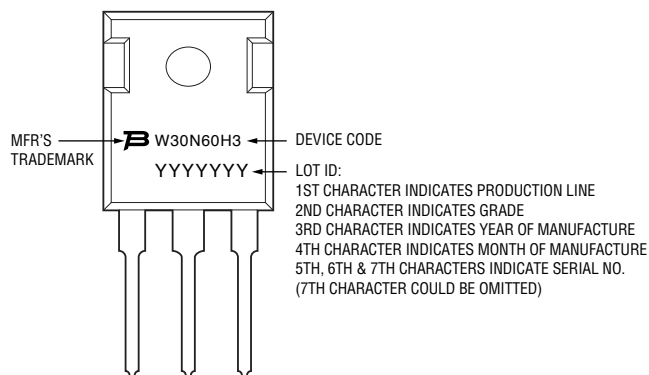 MFR'S
TRADEMARK
W30N60H3
DEVICE CODE
YYYYYYY
LOT ID:
1ST CHARACTER INDICATES PRODUCTION LINE
2ND CHARACTER INDICATES GRADE
3RD CHARACTER INDICATES YEAR OF MANUFACTURE
4TH CHARACTER INDICATES MONTH OF MANUFACTURE
5TH, 6TH & 7TH CHARACTERS INDICATE SERIAL NO.
(7TH CHARACTER COULD BE OMITTED)